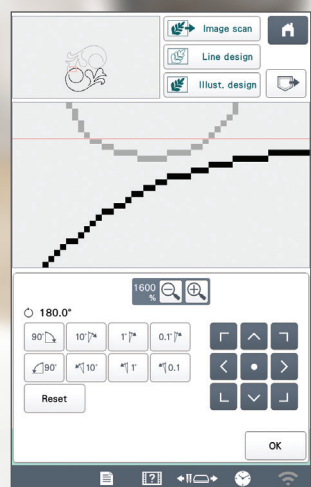 Image scan
Line design
Illust. design
1600
%
180.0°
90° 10° 1° 0.1°
90° 10° 1° 0.1
Reset
OK